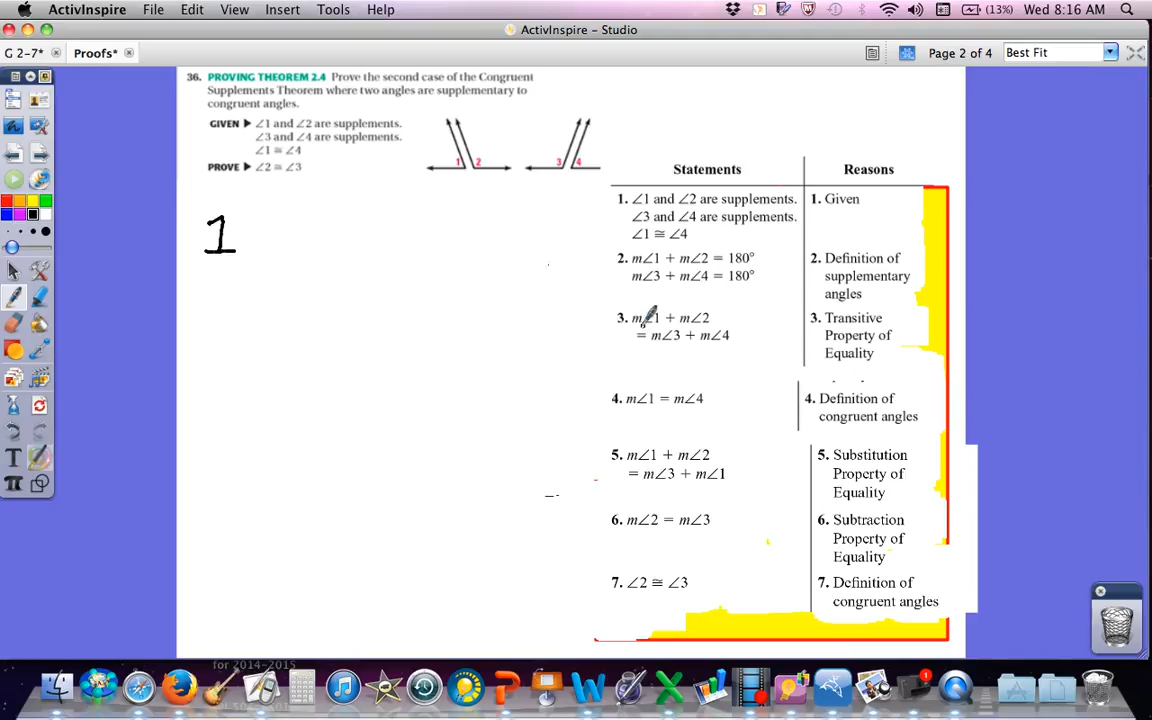 ActivInspire File Edit View Insert Tools Help (13%) Wed 8:16 AM
ActivInspire – Studio
G 2-7* Proofs* Page 2 of 4 Best Fit
36. PROVING THEOREM 2.4 Prove the second case of the Congruent
Supplements Theorem where two angles are supplementary to
congruent angles.
GIVEN ▶ ∠1 and ∠2 are supplements.
∠3 and ∠4 are supplements.
∠1 ≅ ∠4
PROVE ▶ ∠2 ≅ ∠3
1 2 3 4
1
Statements Reasons
1. ∠1 and ∠2 are supplements. 1. Given
∠3 and ∠4 are supplements.
∠1 ≅ ∠4
2. m∠1 + m∠2 = 180° 2. Definition of
m∠3 + m∠4 = 180° supplementary
angles
3. m∠1 + m∠2 3. Transitive
= m∠3 + m∠4 Property of
Equality
4. m∠1 = m∠4 4. Definition of
congruent angles
5. m∠1 + m∠2 5. Substitution
= m∠3 + m∠1 Property of
Equality
6. m∠2 = m∠3 6. Subtraction
Property of
Equality
7. ∠2 ≅ ∠3 7. Definition of
congruent angles
for 2014-2015